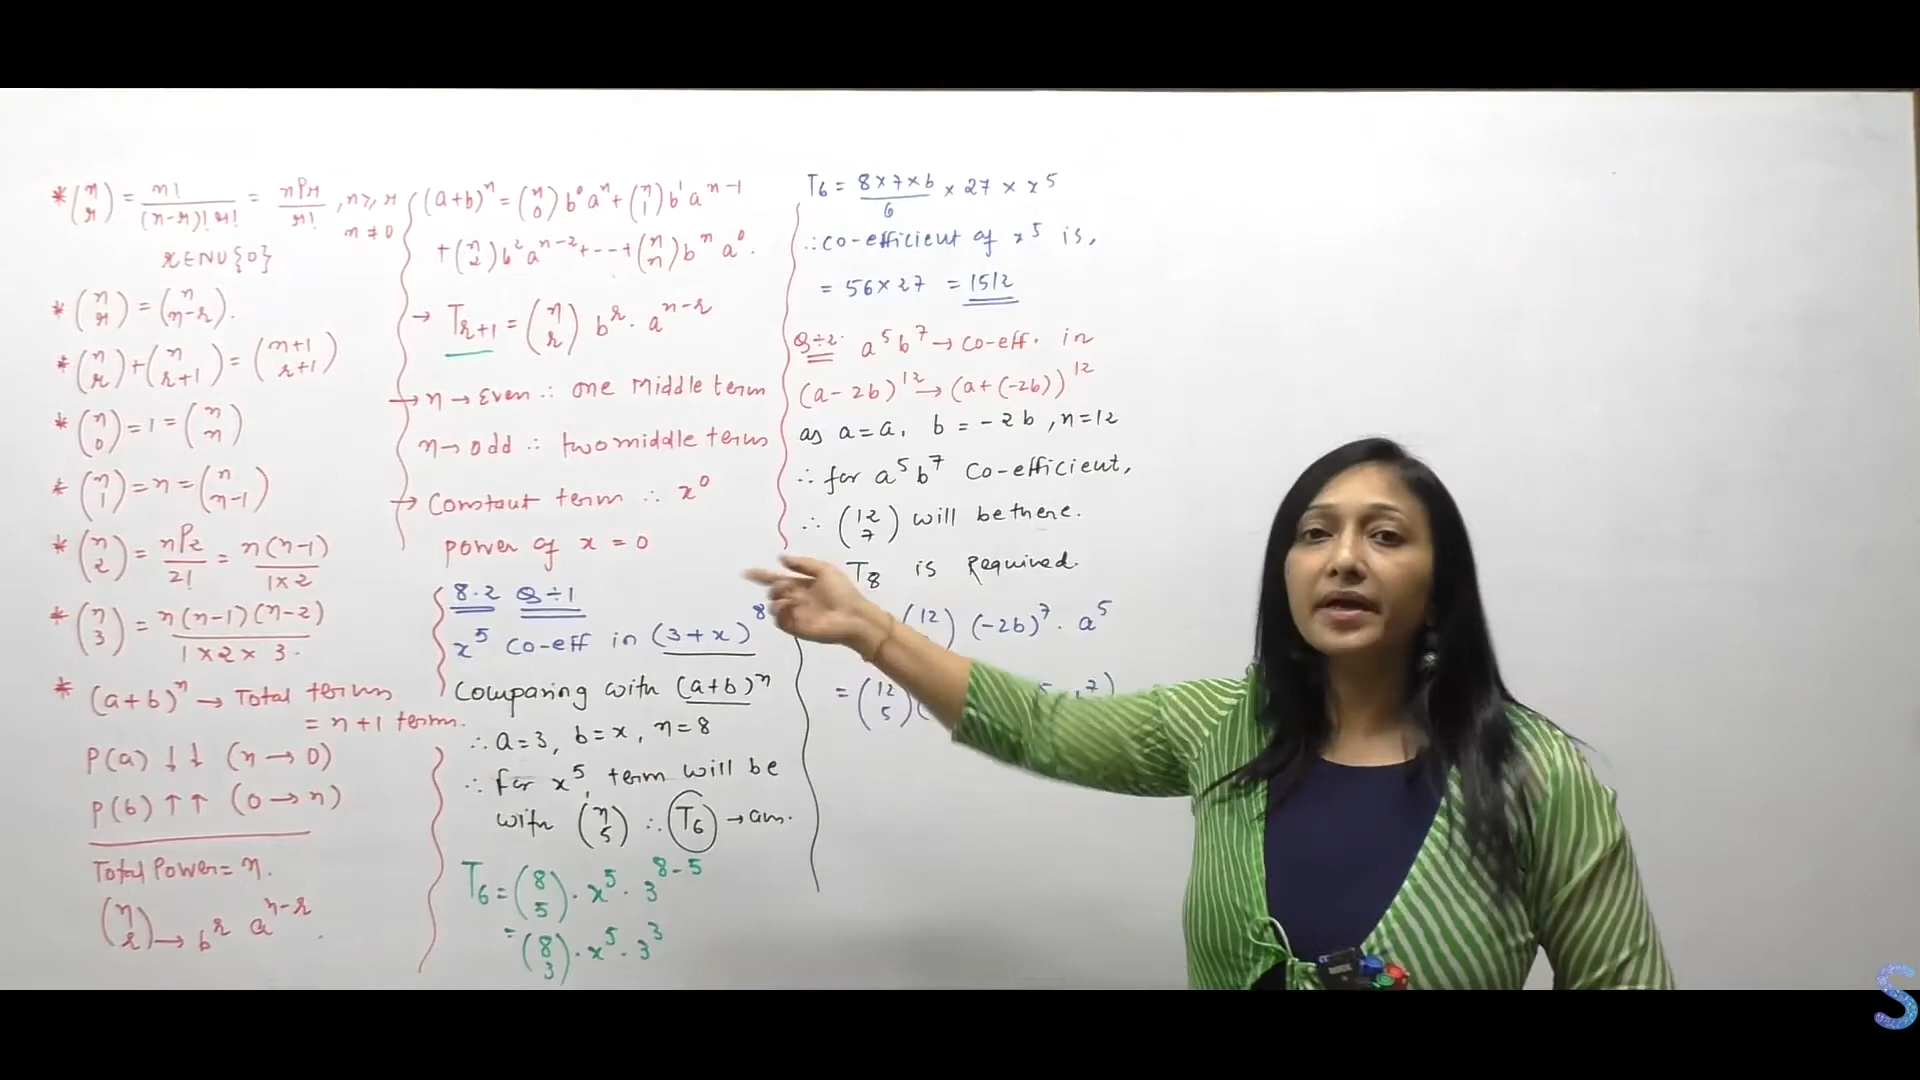 * (n r) = n! / (n-r)! r! = nPr / r! , n ≥ r
n ≠ 0
r ∈ N ∪ {0}
* (n r) = (n n-r).
* (n r) + (n r+1) = (n+1 r+1)
* (n 0) = 1 = (n n)
* (n 1) = n = (n n-1)
* (n 2) = nP2 / 2! = n(n-1) / 1×2
* (n 3) = n(n-1)(n-2) / 1×2×3.
* (a+b)^n → Total terms
= n+1 terms.
P(a) ↓↓ (n → 0)
P(b) ↑↑ (0 → n)
Total Power = n.
(n r) → b^r a^n-r
(a+b)^n = (n 0) b^0 a^n + (n 1) b^1 a^n-1
+ (n 2) b^2 a^n-2 + --- + (n n) b^n a^0.
→ Tr+1 = (n r) b^r . a^n-r
→ n → Even ∴ one Middle term
n → odd ∴ two middle terms
→ Constant term ∴ x^0
power of x = 0
8.2 Q ÷ 1
x^5 co-eff in (3+x)^8
Comparing with (a+b)^n
∴ a=3, b=x, n=8
∴ for x^5, term will be
with (n 5) ∴ T6 → ans.
T6 = (8 5) . x^5 . 3^8-5
= (8 3) . x^5 . 3^3
T6 = 8×7×6 / 6 × 27 × x^5
∴ co-efficient of x^5 is,
= 56×27 = 1512
Q÷2. a^5 b^7 → co-eff. in
(a-2b)^12 → (a+(-2b))^12
as a=a, b=-2b, n=12
∴ for a^5 b^7 co-efficient,
∴ (12 7) will be there.
T8 is Required.
(12 (-2b)^7 . a^5
= (12 5)
S